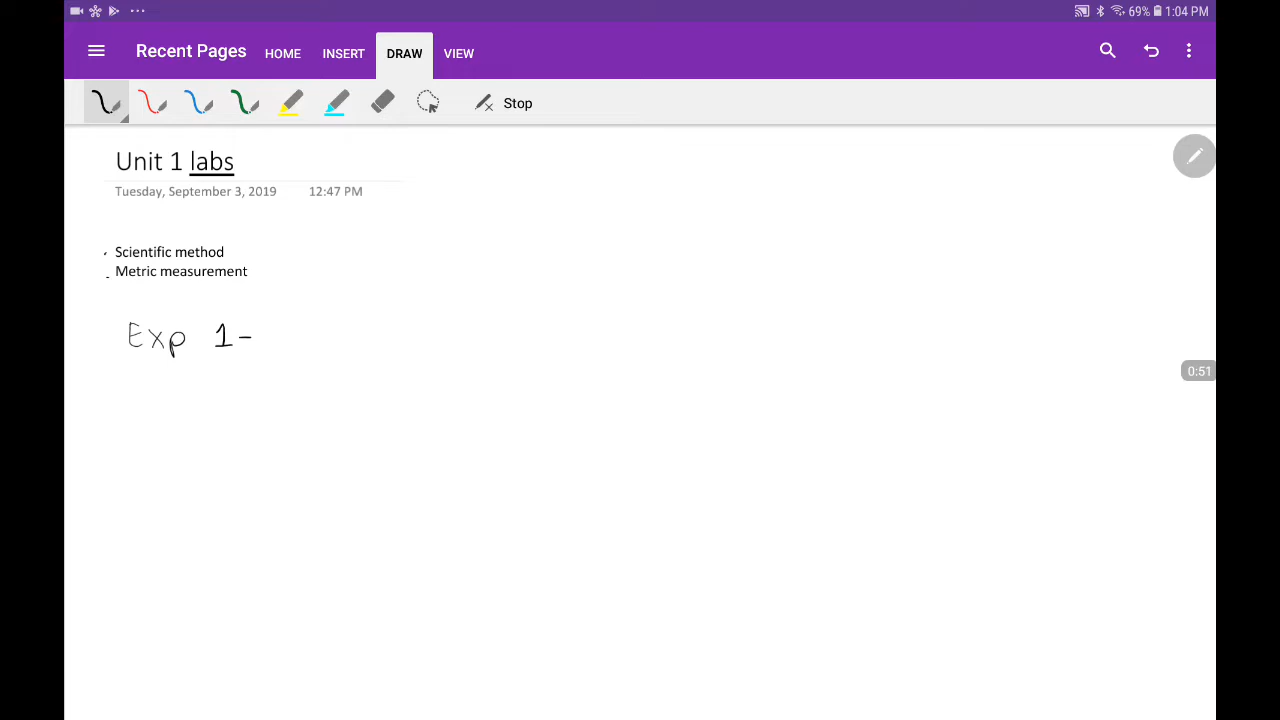 69% 1:04 PM
Recent Pages HOME INSERT DRAW VIEW
Stop
Unit 1 labs
Tuesday, September 3, 2019 12:47 PM
Scientific method
Metric measurement
Exp 1-
0:51